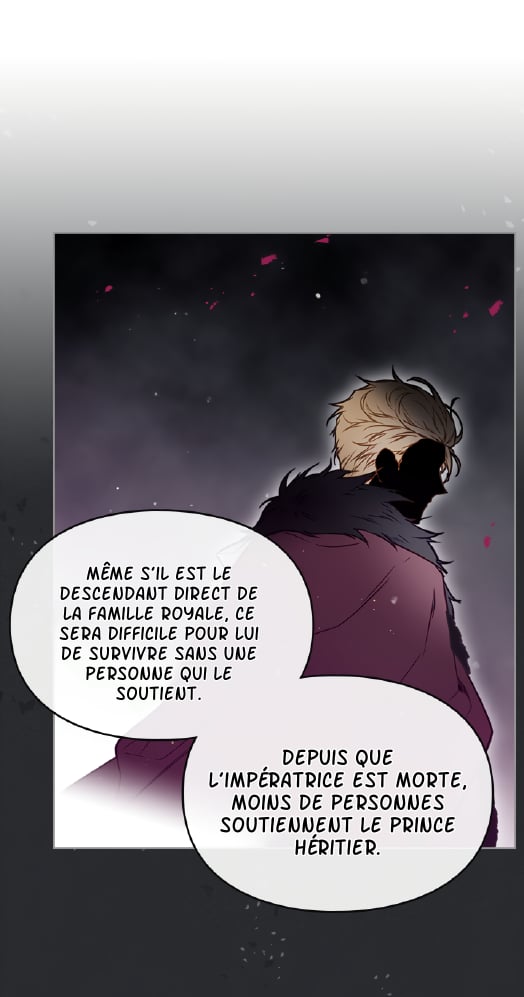 MÊME S'IL EST LE
DESCENDANT DIRECT DE
LA FAMILLE ROYALE, CE
SERA DIFFICILE POUR LUI
DE SURVIVRE SANS UNE
PERSONNE QUI LE
SOUTIENT.
DEPUIS QUE
L'IMPÉRATRICE EST MORTE,
MOINS DE PERSONNES
SOUTIENNENT LE PRINCE
HÉRITIER.